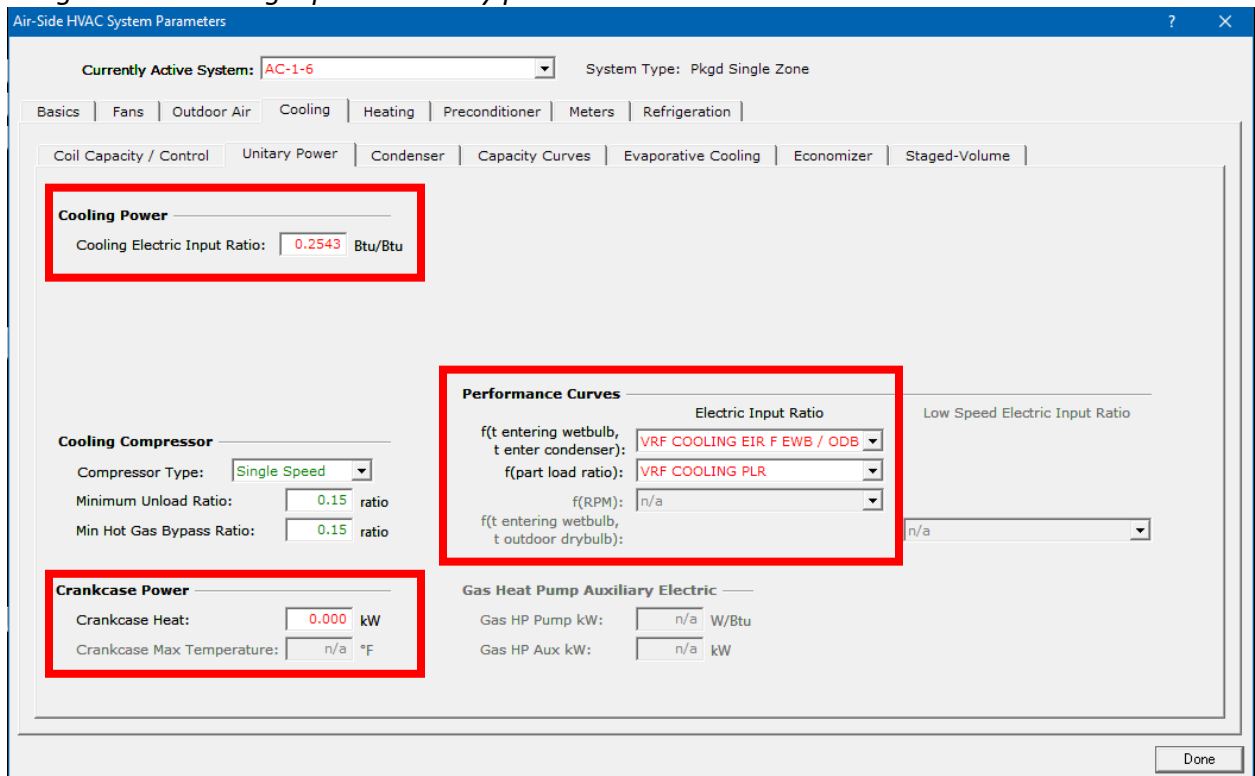 Air-Side HVAC System Parameters ? ×
Currently Active System: AC-1-6 System Type: Pkgd Single Zone
Basics Fans Outdoor Air Cooling Heating Preconditioner Meters Refrigeration
Coil Capacity / Control Unitary Power Condenser Capacity Curves Evaporative Cooling Economizer Staged-Volume
Cooling Power
Cooling Electric Input Ratio: 0.2543 Btu/Btu
Performance Curves
Electric Input Ratio Low Speed Electric Input Ratio
f(t entering wetbulb,
t enter condenser): VRF COOLING EIR F EWB / ODB
f(part load ratio): VRF COOLING PLR
f(RPM): n/a
f(t entering wetbulb,
t outdoor drybulb): n/a
Cooling Compressor
Compressor Type: Single Speed
Minimum Unload Ratio: 0.15 ratio
Min Hot Gas Bypass Ratio: 0.15 ratio
Crankcase Power
Crankcase Heat: 0.000 kW
Crankcase Max Temperature: n/a °F
Gas Heat Pump Auxiliary Electric
Gas HP Pump kW: n/a W/Btu
Gas HP Aux kW: n/a kW
Done